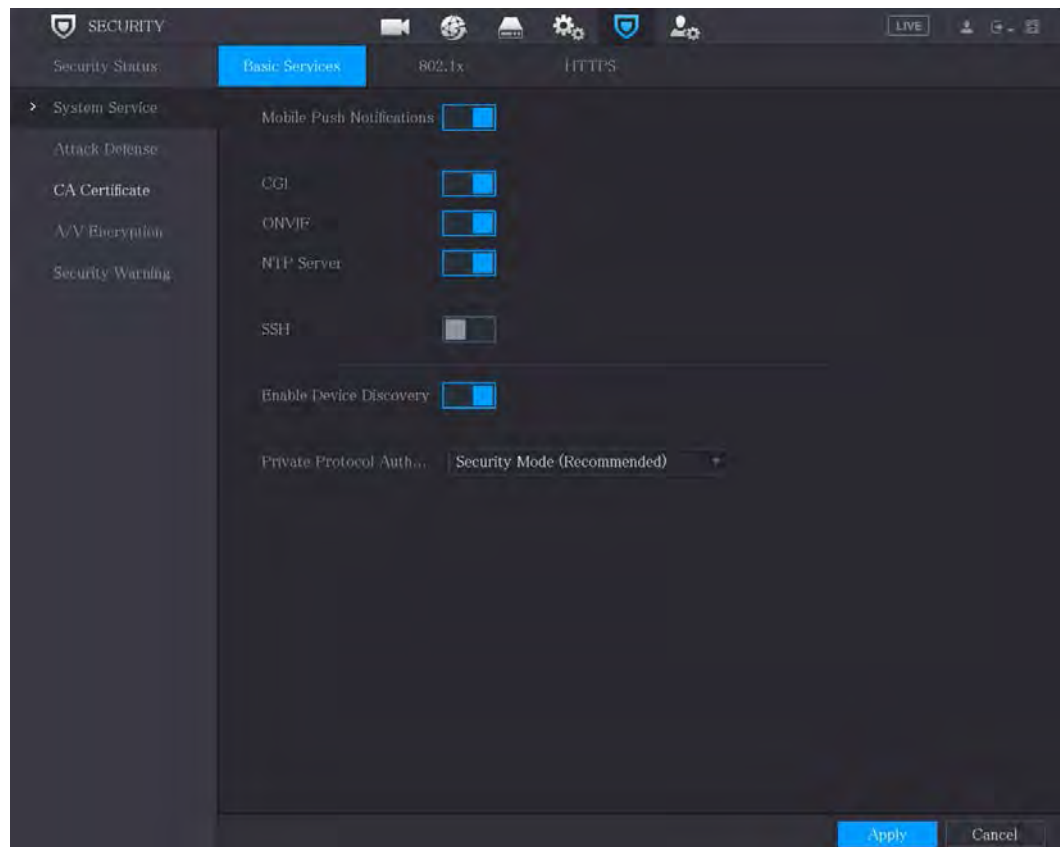 SECURITY
LIVE
Security Status
Basic Services
802.1x
HTTPS
System Service
Mobile Push Notifications
Attack Defense
CA Certificate
CGI
A/V Encryption
ONVIF
NTP Server
Security Warning
SSH
Enable Device Discovery
Private Protocol Auth...
Security Mode (Recommended)
Apply
Cancel